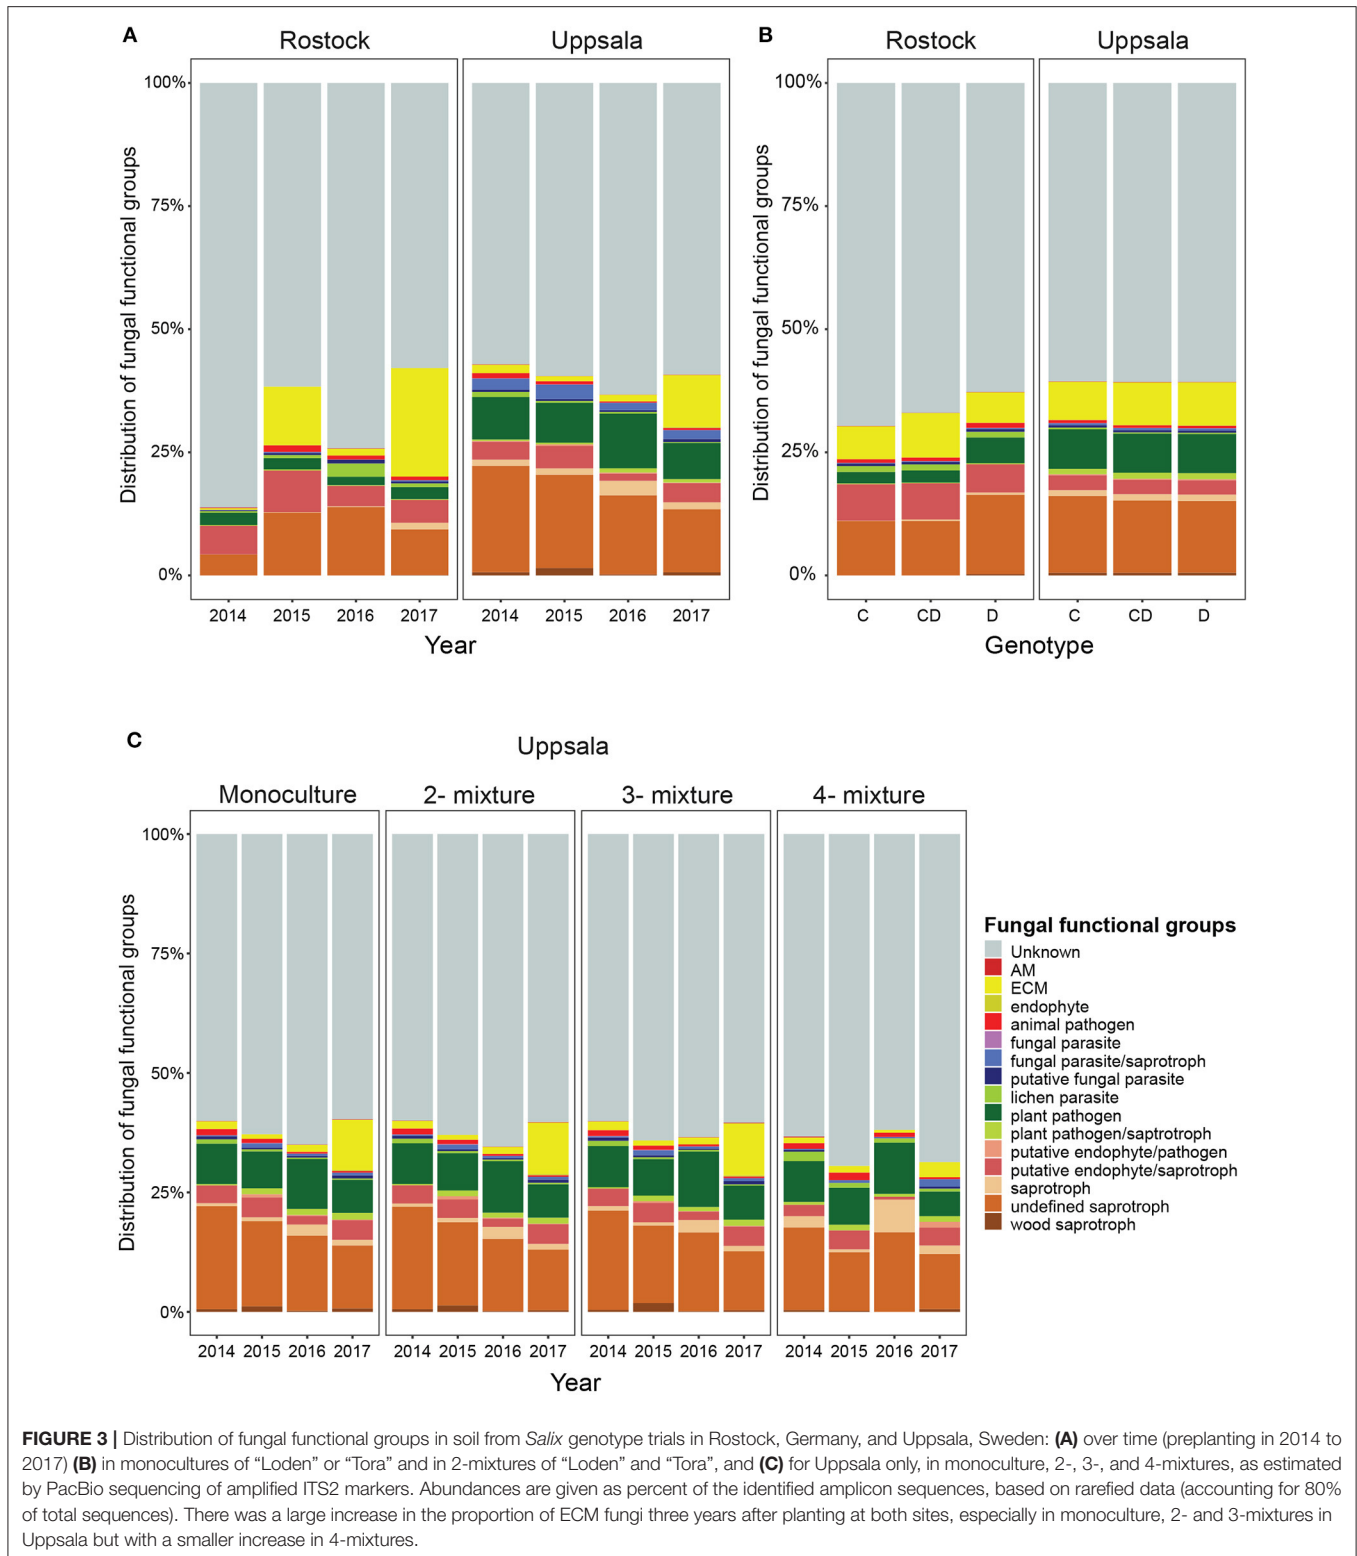 A
Rostock
Uppsala
Distribution of fungal functional groups
100%
75%
50%
25%
0%
2014 2015 2016 2017
2014 2015 2016 2017
Year
B
Rostock
Uppsala
Distribution of fungal functional groups
100%
75%
50%
25%
0%
C CD D
C CD D
Genotype
C
Uppsala
Monoculture
2- mixture
3- mixture
4- mixture
Distribution of fungal functional groups
100%
75%
50%
25%
0%
2014 2015 2016 2017
2014 2015 2016 2017
2014 2015 2016 2017
2014 2015 2016 2017
Year
Fungal functional groups
Unknown
AM
ECM
endophyte
animal pathogen
fungal parasite
fungal parasite/saprotroph
putative fungal parasite
lichen parasite
plant pathogen
plant pathogen/saptrotroph
putative endophyte/pathogen
putative endophyte/saprotroph
saprotroph
undefined saprotroph
wood saprotroph
FIGURE 3 | Distribution of fungal functional groups in soil from Salix genotype trials in Rostock, Germany, and Uppsala, Sweden: (A) over time (preplanting in 2014 to
2017) (B) in monocultures of “Loden” or “Tora” and in 2-mixtures of “Loden” and “Tora”, and (C) for Uppsala only, in monoculture, 2-, 3-, and 4-mixtures, as estimated
by PacBio sequencing of amplified ITS2 markers. Abundances are given as percent of the identified amplicon sequences, based on rarefied data (accounting for 80%
of total sequences). There was a large increase in the proportion of ECM fungi three years after planting at both sites, especially in monoculture, 2- and 3-mixtures in
Uppsala but with a smaller increase in 4-mixtures.